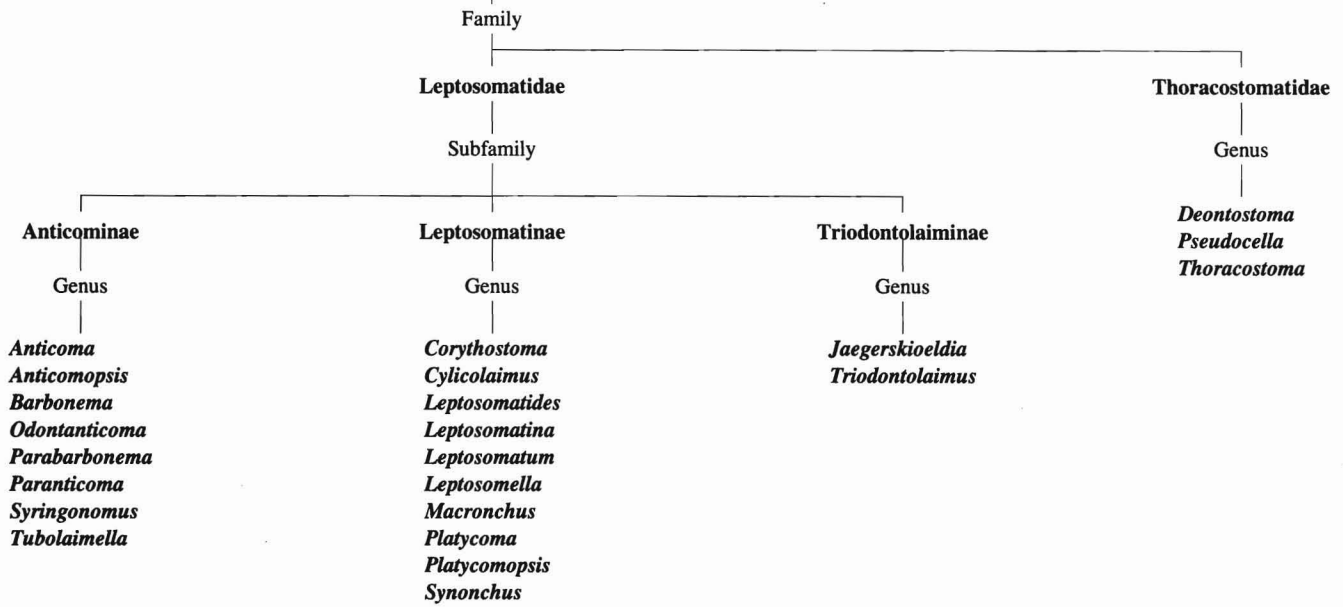 Family
Leptosomatidae
Thoracostomatidae
Subfamily
Genus
Deontostoma
Pseudocella
Thoracostoma
Anticominae
Leptosomatinae
Triodontolaiminae
Genus
Genus
Genus
Anticoma
Anticomopsis
Barbonema
Odontanticoma
Parabarbonema
Paranticoma
Syringonomus
Tubolaimella
Corythostoma
Cylicolaimus
Leptosomatides
Leptosomatina
Leptosomatum
Leptosomella
Macronchus
Platycoma
Platycomopsis
Synonchus
Jaegerskioeldia
Triodontolaimus